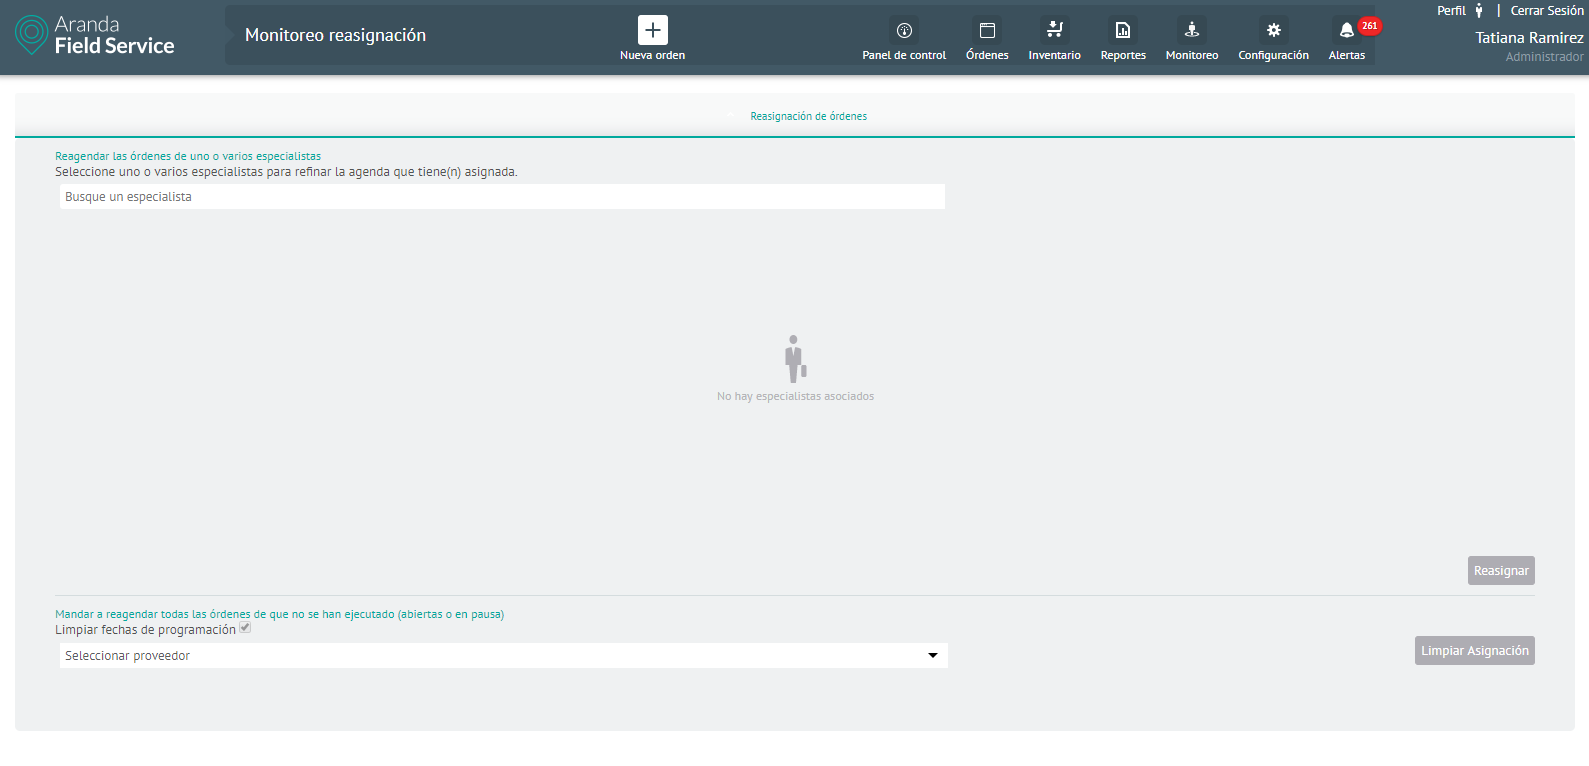 Aranda
Field Service
Monitoreo reasignación
Nueva orden
Panel de control
Órdenes
Inventario
Reportes
Monitoreo
Configuración
Alertas
261
Perfil | Cerrar Sesión
Tatiana Ramirez
Administrador
Reasignación de órdenes
Reagendar las órdenes de uno o varios especialistas
Seleccione uno o varios especialistas para refinar la agenda que tiene(n) asignada.
Busque un especialista
No hay especialistas asociados
Reasignar
Mandar a reagendar todas las órdenes de que no se han ejecutado (abiertas o en pausa)
Limpiar fechas de programación
Seleccionar proveedor
Limpiar Asignación